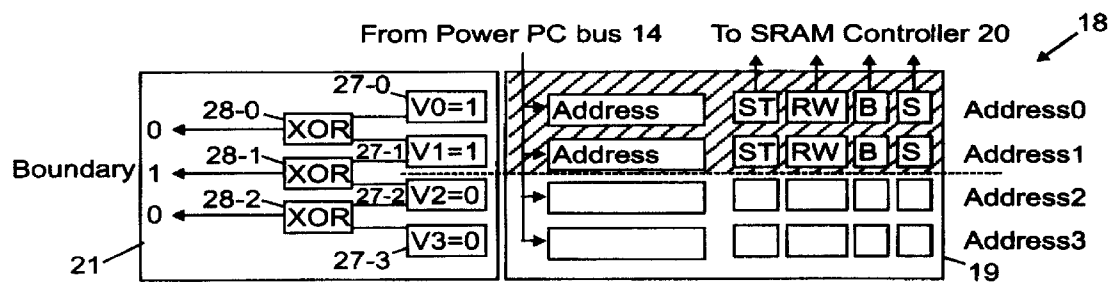 From Power PC bus 14 To SRAM Controller 20 18
27-0
28-0 V0=1 Address ST RW B S Address0
0 XOR
28-1 27-1 V1=1 Address ST RW B S Address1
Boundary 1 XOR
28-2 27-2 V2=0 Address2
0 XOR
V3=0 Address3
21 27-3 19